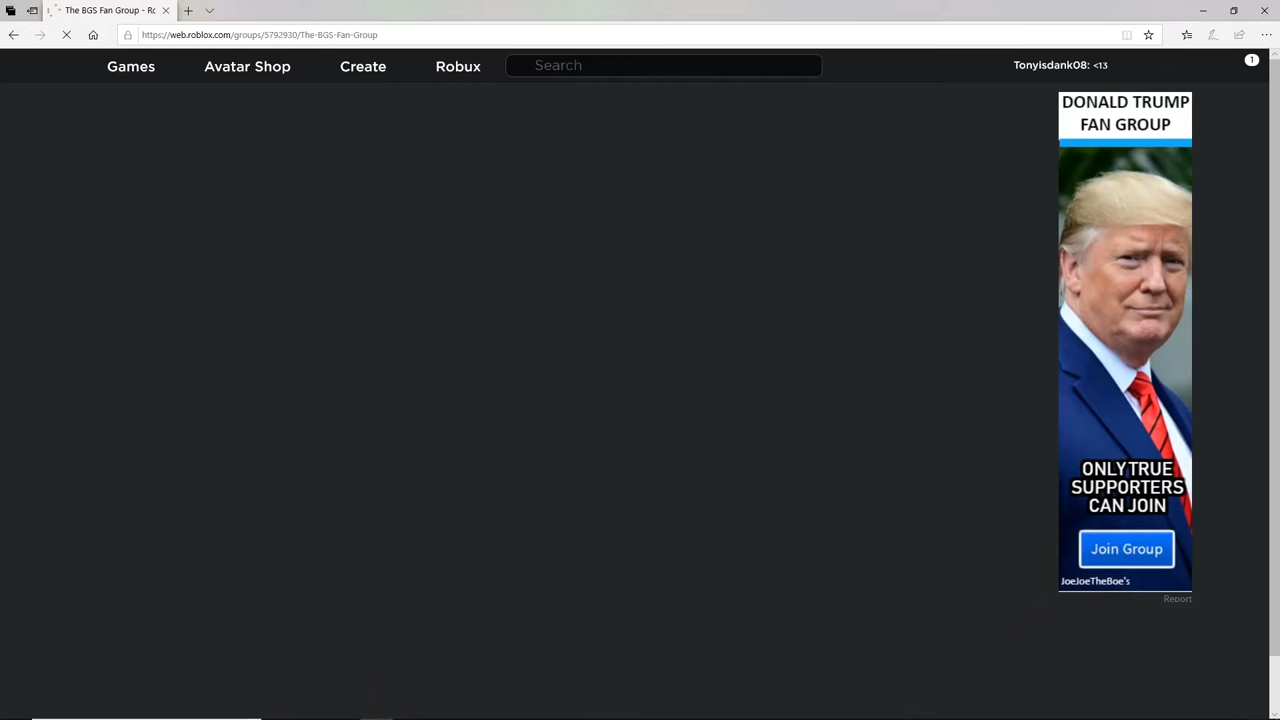 The BGS Fan Group - Ro
https://web.roblox.com/groups/5792930/The-BGS-Fan-Group
Games Avatar Shop Create Robux Search Tonyisdank08: <13 1
DONALD TRUMP
FAN GROUP
ONLY TRUE
SUPPORTERS
CAN JOIN
Join Group
JoeJoeTheBoe's
Report